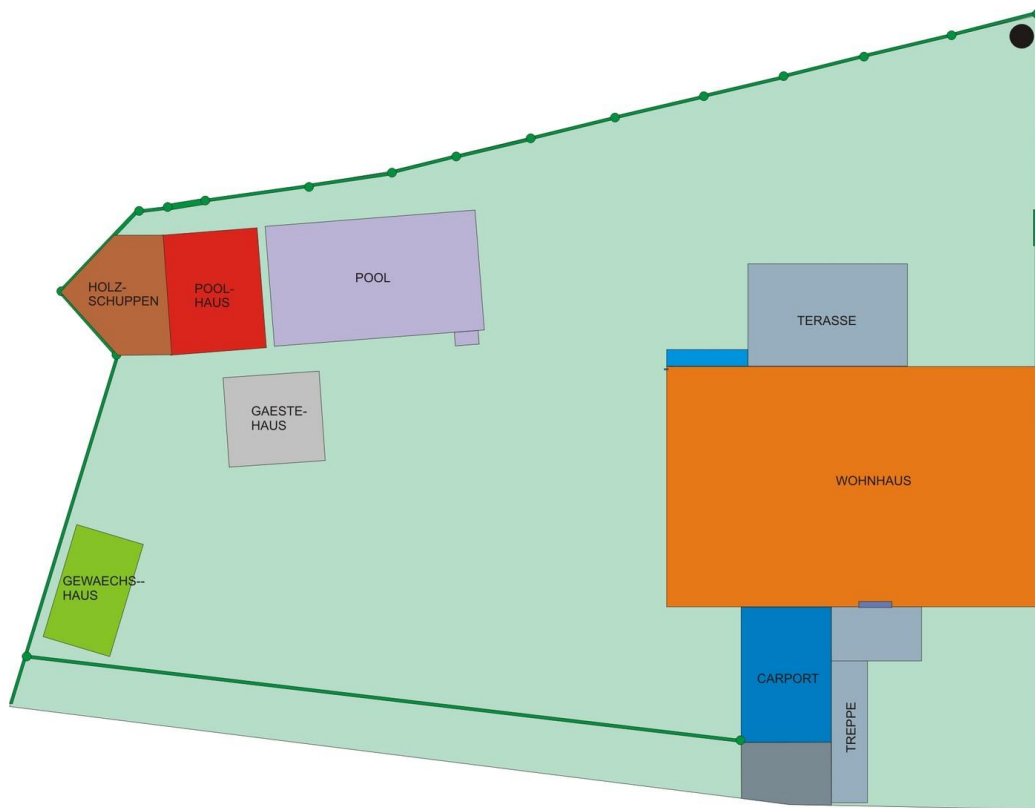 HOLZ-
SCHUPPEN
POOL-
HAUS
POOL
TERASSE
GAESTE-
HAUS
WOHNHAUS
GEWAECHS--
HAUS
CARPORT
TREPPE